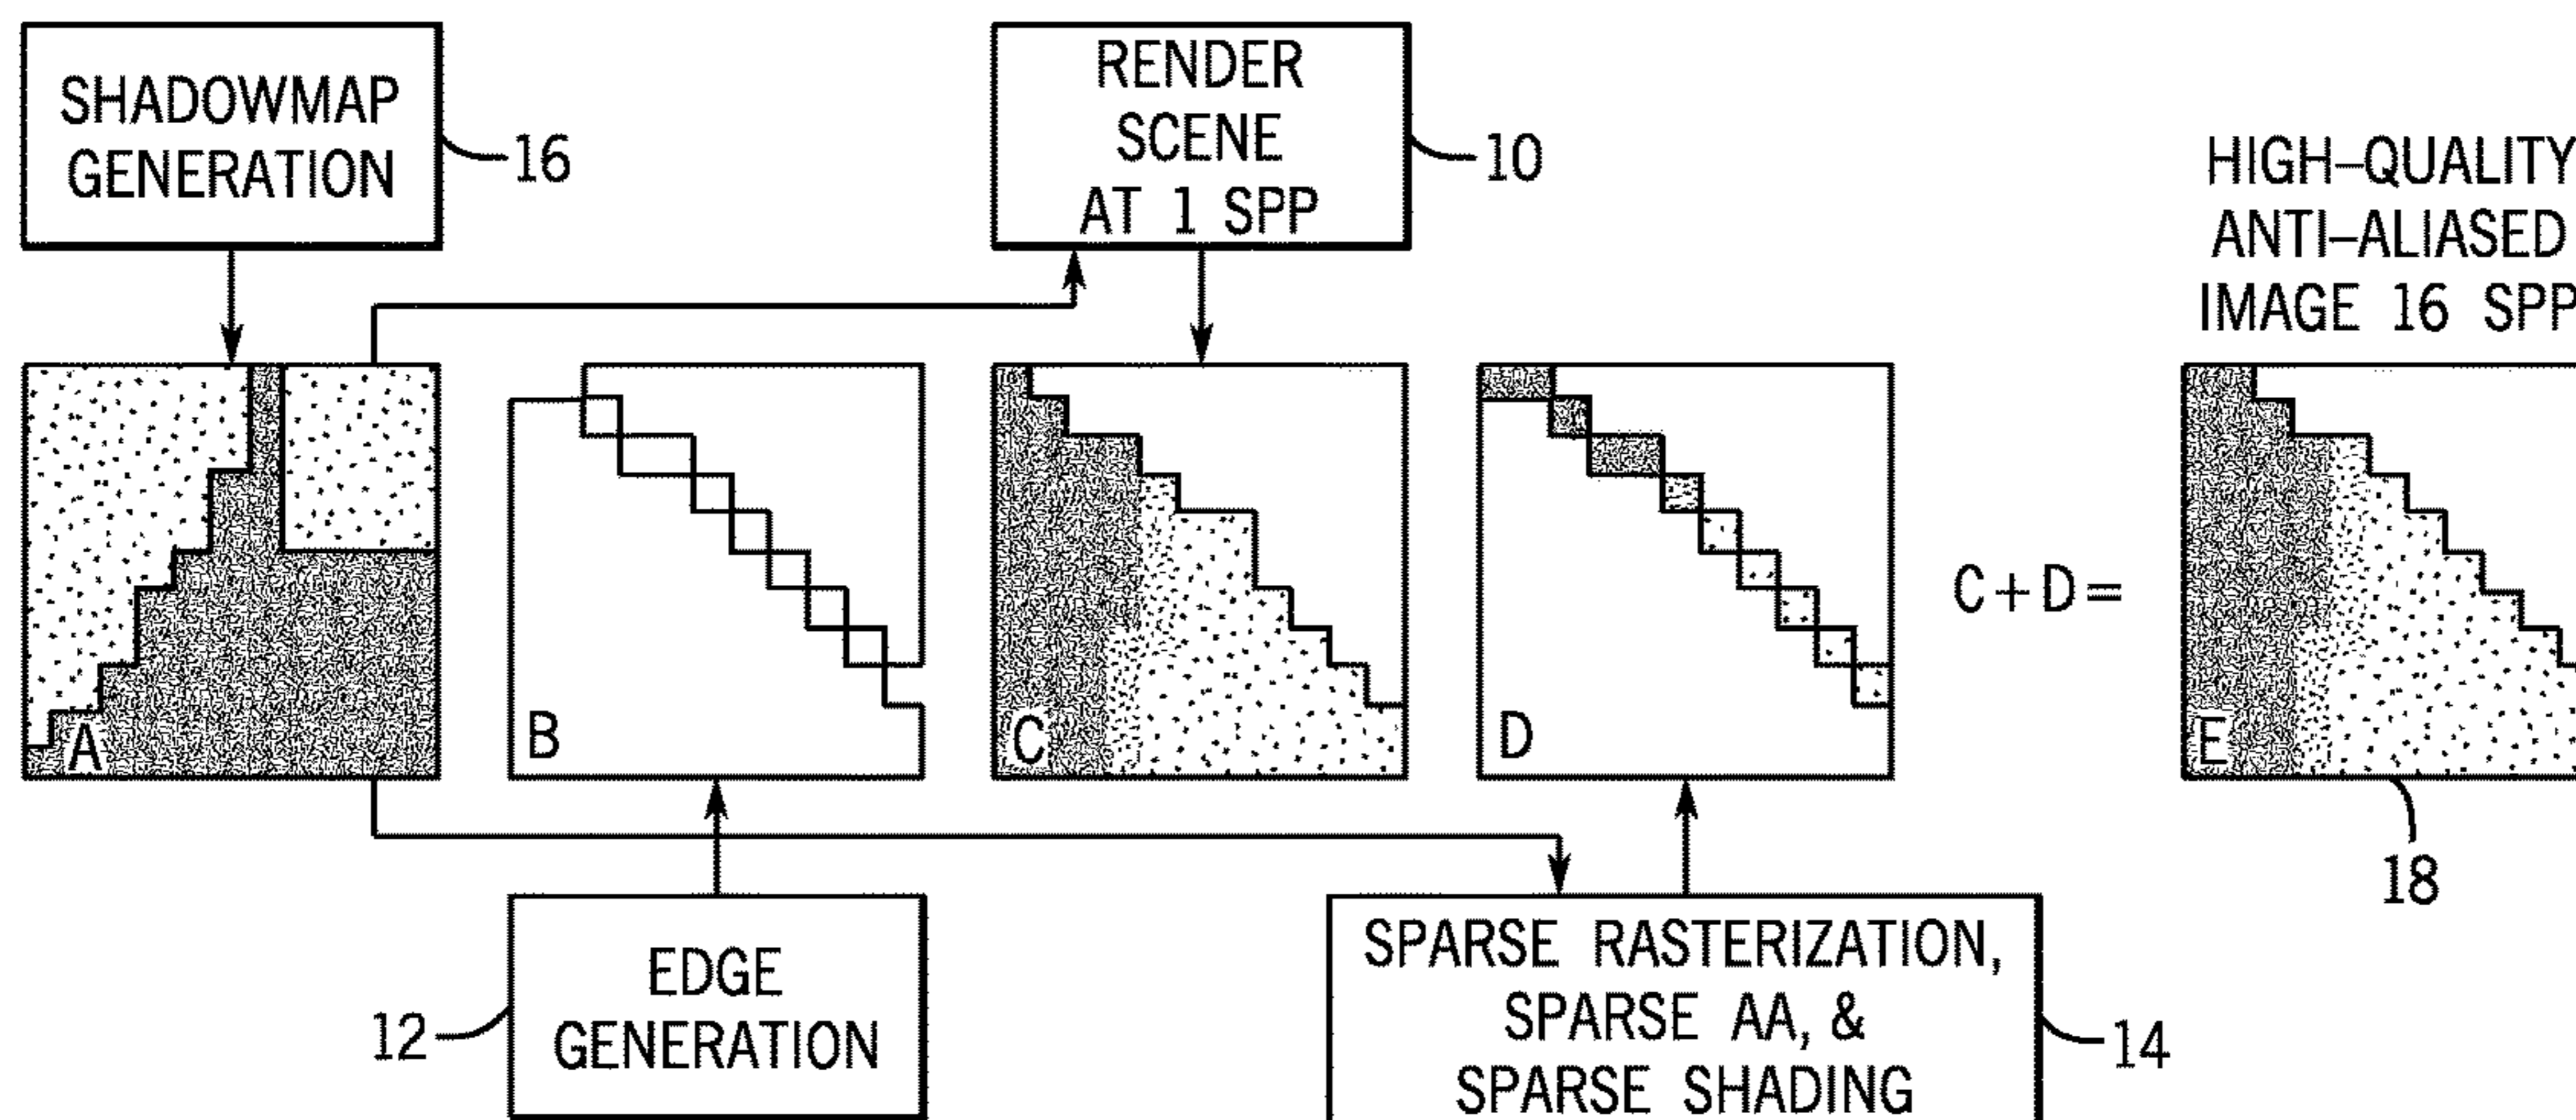 SHADOWMAP
GENERATION
16
RENDER
SCENE
AT 1 SPP
10
HIGH–QUALITY
ANTI–ALIASED
IMAGE 16 SPP
A
B
C
D
C+D=
E
18
12
EDGE
GENERATION
SPARSE RASTERIZATION,
SPARSE AA, &
SPARSE SHADING
14